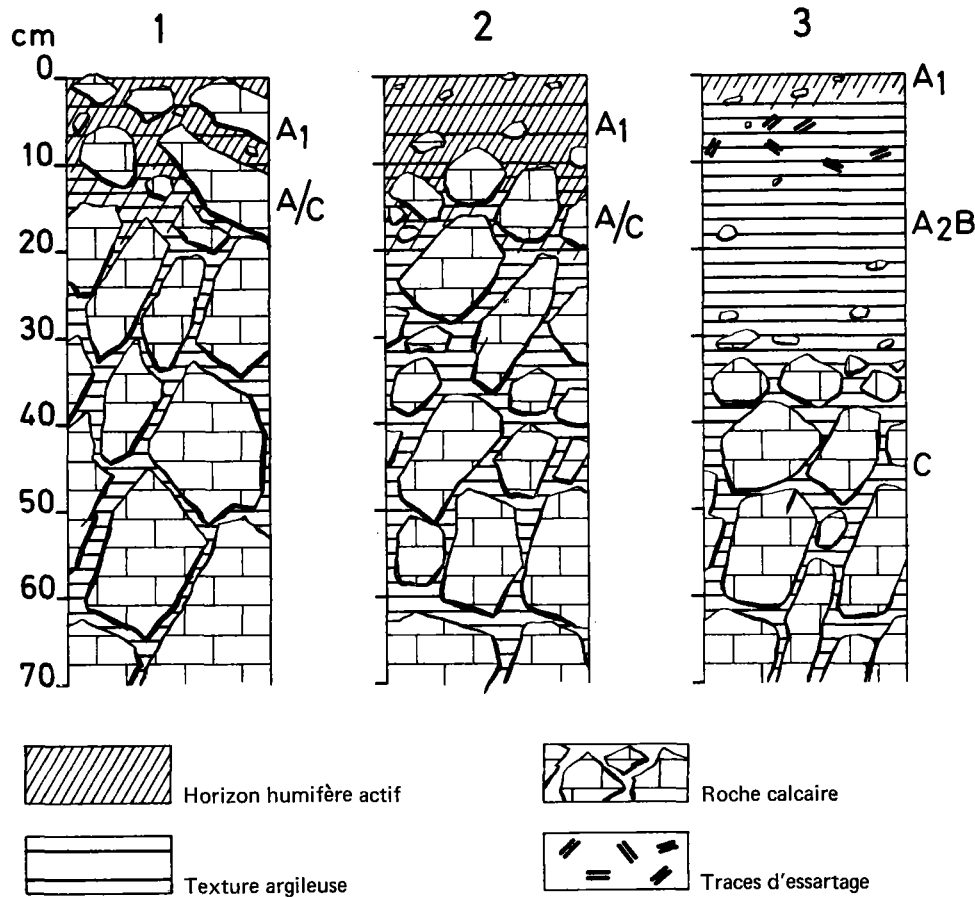 cm 1 2 3
0
10
20
30
40
50
60
70
A1
A/C
A1
A/C
A1
A2B
C
Horizon humifère actif
Roche calcaire
Texture argileuse
Traces d'essartage